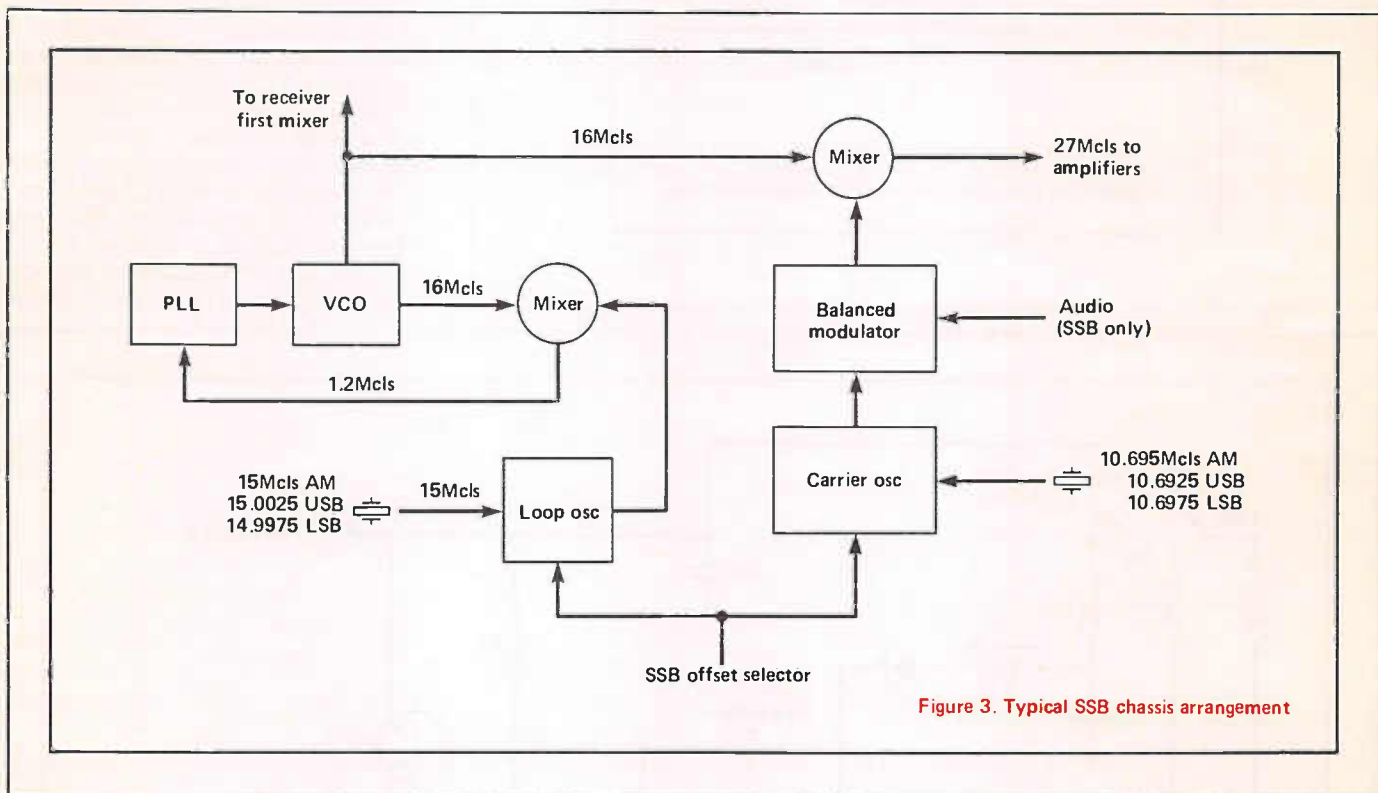 To receiver
first mixer
16Mcls
Mixer
27Mcls to
amplifiers
PLL
VCO
16Mcls
Mixer
Balanced
modulator
Audio
(SSB only)
1.2Mcls
15Mcls AM
15.0025 USB
14.9975 LSB
15Mcls
Loop osc
Carrier osc
10.695Mcls AM
10.6925 USB
10.6975 LSB
SSB offset selector
Figure 3. Typical SSB chassis arrangement